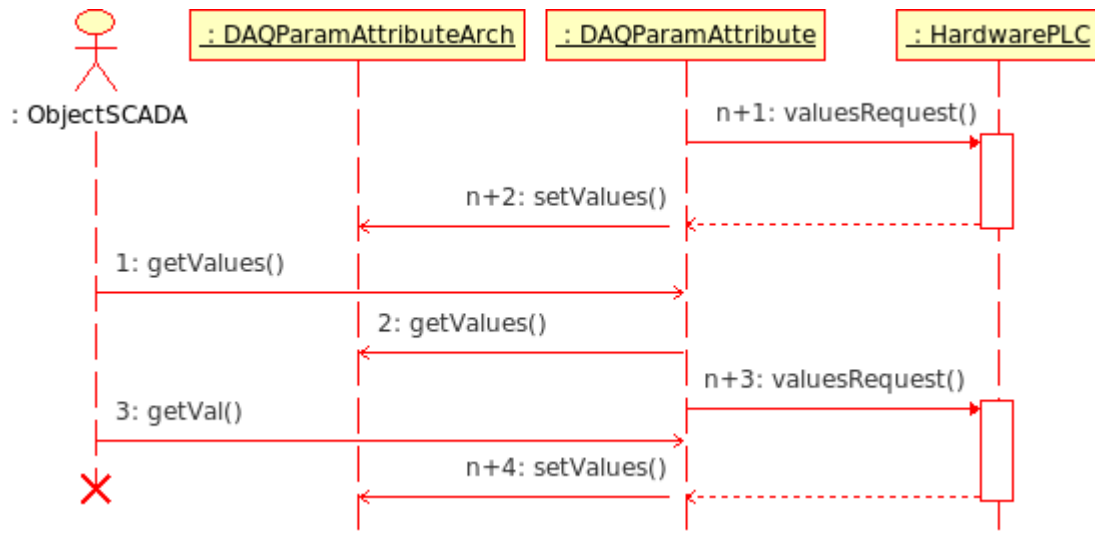 : DAQParamAttributeArch
: DAQParamAttribute
: HardwarePLC
: ObjectSCADA
n+1: valuesRequest()
n+2: setValues()
1: getValues()
2: getValues()
n+3: valuesRequest()
3: getVal()
n+4: setValues()